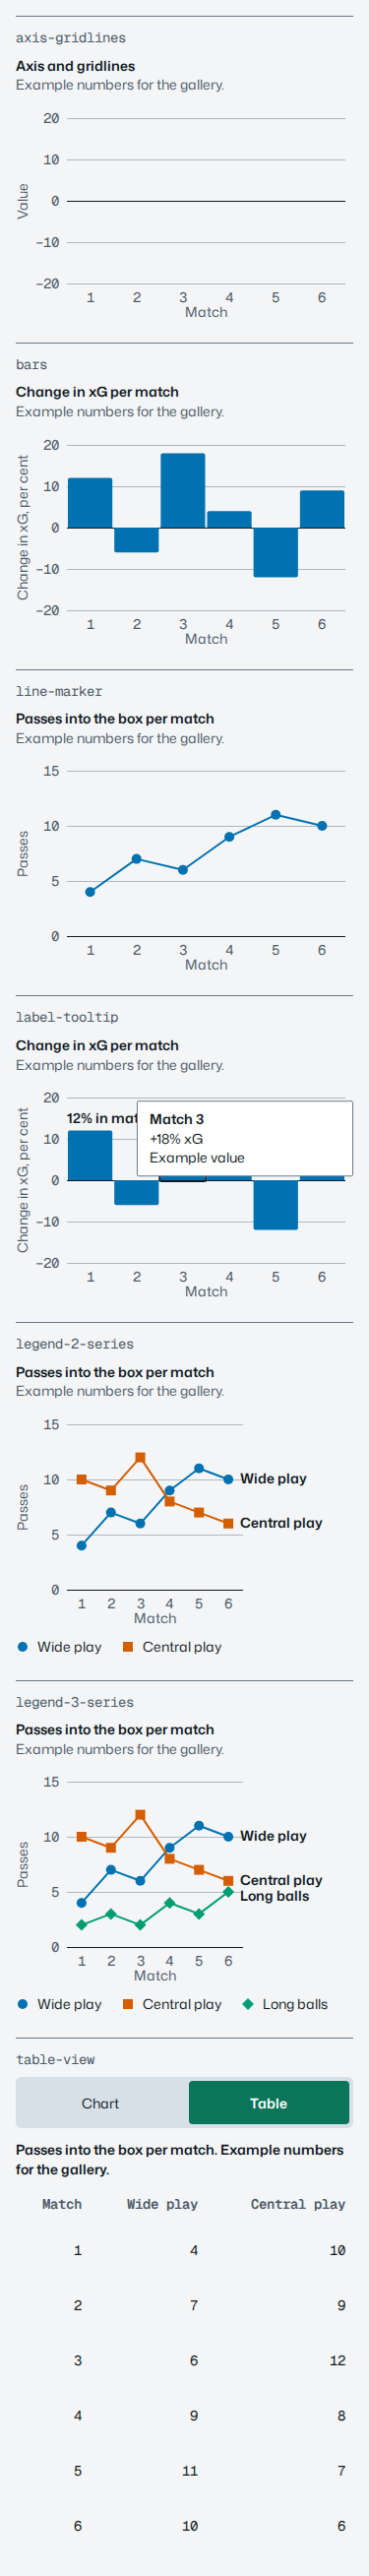 axis-gridlines
Axis and gridlines
Example numbers for the gallery.
20
10
0
−10
−20
Value
1 2 3 4 5 6
Match
bars
Change in xG per match
Example numbers for the gallery.
20
10
0
−10
−20
Change in xG, per cent
1 2 3 4 5 6
Match
line-marker
Passes into the box per match
Example numbers for the gallery.
15
10
5
0
Passes
1 2 3 4 5 6
Match
label-tooltip
Change in xG per match
Example numbers for the gallery.
20
12% in
Match 3
+18% xG
Example value
10
0
−10
−20
Change in xG, per cent
1 2 3 4 5 6
Match
legend-2-series
Passes into the box per match
Example numbers for the gallery.
15
10
5
0
Passes
Wide play
Central play
1 2 3 4 5 6
Match
Wide play Central play
legend-3-series
Passes into the box per match
Example numbers for the gallery.
15
10
5
0
Passes
Wide play
Central play
Long balls
1 2 3 4 5 6
Match
Wide play Central play Long balls
table-view
Chart Table
Passes into the box per match. Example numbers
for the gallery.
Match Wide play Central play
1 4 10
2 7 9
3 6 12
4 9 8
5 11 7
6 10 6